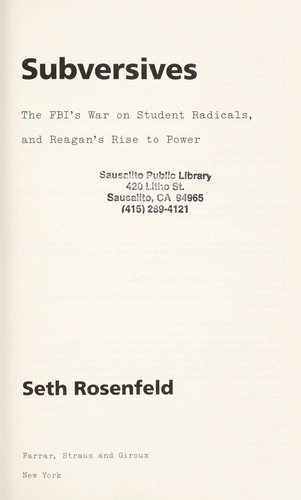 Subversives
The FBI's War on Student Radicals,
and Reagan's Rise to Power
Sausalito Public Library
420 Litho St.
Sausalito, CA 94965
(415) 289-4121
Seth Rosenfeld
Farrar, Straus and Giroux
New York